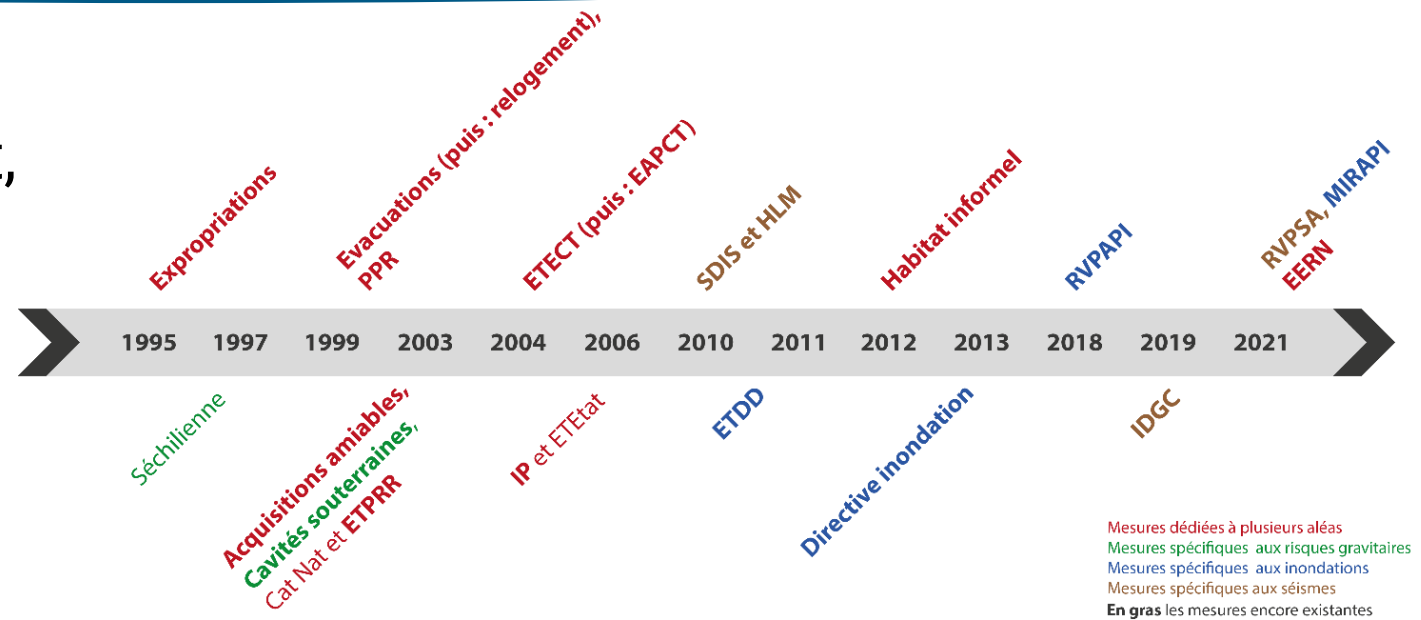 Expropriations
Evacuations (puis : relogement),
PPR
ETECT (puis : EAPCT)
SDIS et HLM
Habitat informel
RVPAPI
RVPSA, MIRAPI
EERN
1995 1997 1999 2003 2004 2006 2010 2011 2012 2013 2018 2019 2021
Séchilienne
Acquisitions amiables,
Cavités souterraines,
Cat Nat et ETPRR
IP et ETEtat
ETDD
Directive inondation
IDGC
Mesures dédiées à plusieurs aléas
Mesures spécifiques aux risques gravitaires
Mesures spécifiques aux inondations
Mesures spécifiques aux séismes
En gras les mesures encore existantes